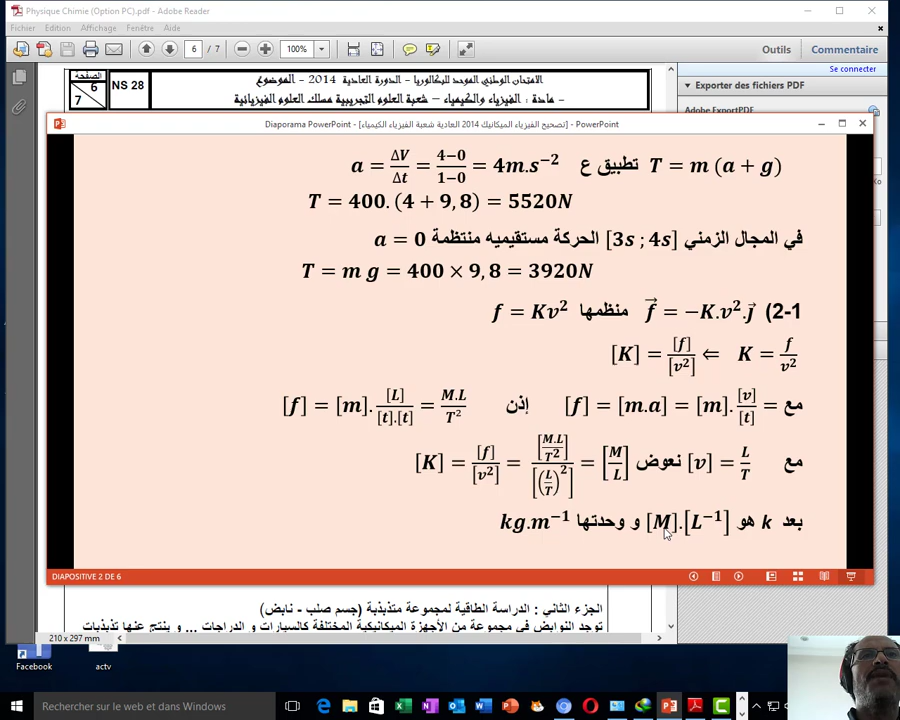 Physique Chimie (Option PC).pdf - Adobe Reader
Fichier Edition Affichage Fenêtre Aide
6 / 7 100% Outils Commentaire
Se connecter
Exporter des fichiers PDF
الصفحة
6
7
NS 28
الامتحان الوطني الموحد للبكالوريا - الدورة العادية 2014 - الموضوع
- مادة : الفيزياء والكيمياء - شعبة العلوم التجريبية مسلك العلوم الفيزيائية
Diaporama PowerPoint - [تصحيح الفيزياء الميكانيك 2014 العادية شعبة الفيزياء الكيمياء] - PowerPoint
T = m (a + g) تطبيق ع a = ΔV/Δt = (4−0)/(1−0) = 4m.s⁻²
T = 400. (4 + 9, 8) = 5520N
في المجال الزمني [3s ; 4s] الحركة مستقيميه منتظمة a = 0
T = m g = 400 × 9, 8 = 3920N
2-1) f⃗ = −K.v².j⃗ منظمها f = Kv²
K = f/v² ⇐ [K] = [f]/[v²]
مع [f] = [m.a] = [m].[v]/[t] = إذن [f] = [m].[L]/([t].[t]) = M.L/T²
مع [v] = L/T نعوض [K] = [f]/[v²] = [M.L/T²]/[(L/T)²] = [M/L]
بعد k هو [M].[L⁻¹] و وحدتها kg.m⁻¹
DIAPOSITIVE 2 DE 6
الجزء الثاني : الدراسة الطاقية لمجموعة متذبذبة (جسم صلب - نابض)
توجد النوابض في مجموعة من الأجهزة الميكانيكية المختلفة كالسيارات و الدراجات ... و ينتج عنها تذبذبات
210 x 297 mm
Facebook
actv
Rechercher sur le web et dans Windows